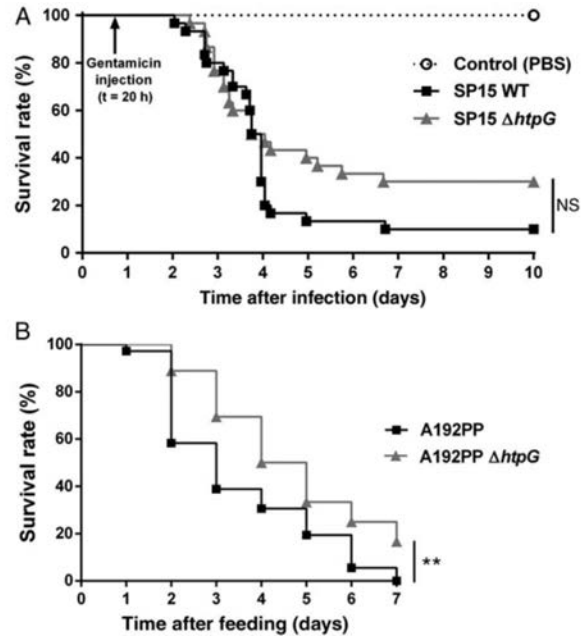 A
Survival rate (%)
100
80
60
40
20
0
Gentamicin
injection
(t = 20 h)
Control (PBS)
SP15 WT
SP15 ΔhtpG
NS
0 1 2 3 4 5 6 7 8 9 10
Time after infection (days)
B
Survival rate (%)
100
80
60
40
20
0
A192PP
A192PP ΔhtpG
**
0 1 2 3 4 5 6 7
Time after feeding (days)